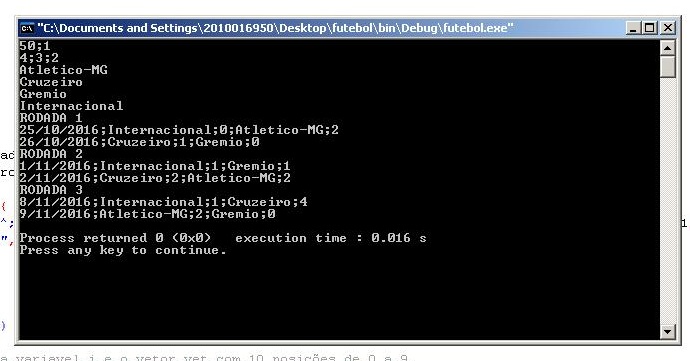 "C:\Documents and Settings\2010016950\Desktop\futebol\bin\Debug\futebol.exe"
50;1
4;3;2
Atletico-MG
Cruzeiro
Gremio
Internacional
RODADA 1
25/10/2016;Internacional;0;Atletico-MG;2
26/10/2016;Cruzeiro;1;Gremio;0
RODADA 2
1/11/2016;Internacional;1;Gremio;1
2/11/2016;Cruzeiro;2;Atletico-MG;2
RODADA 3
8/11/2016;Internacional;1;Cruzeiro;4
9/11/2016;Atletico-MG;2;Gremio;0
Process returned 0 (0x0)   execution time : 0.016 s
Press any key to continue.
ad
rc
{
^;
",
1
)
a variavel i e o vetor vet com 10 posições de 0 a 9